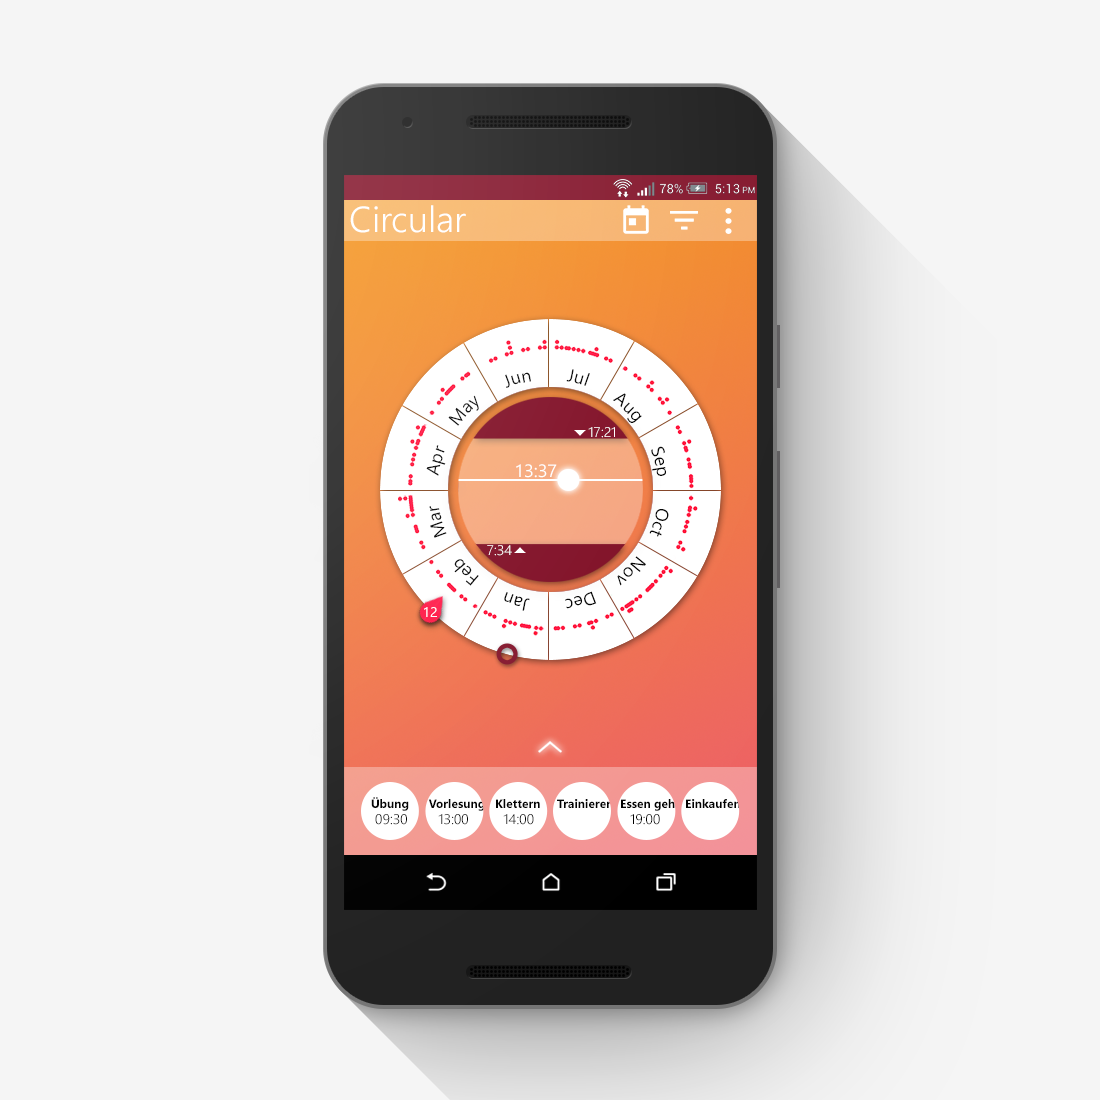 78% 5:13 PM
Circular
Jun
Jul
May
Aug
Apr
Sep
Mar
Oct
Feb
Nov
Jan
Dec
17:21
13:37
7:34
12
Übung
09:30
Vorlesung
13:00
Klettern
14:00
Trainieren
Essen geh
19:00
Einkaufen